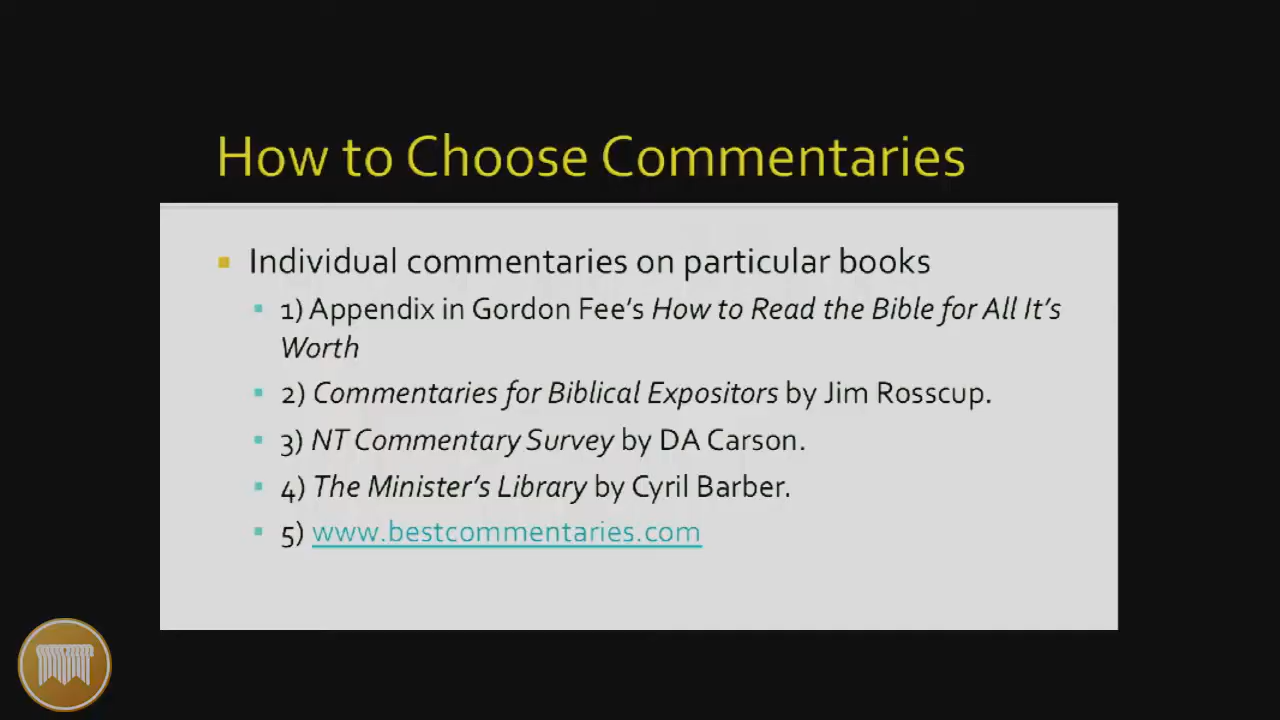 How to Choose Commentaries
Individual commentaries on particular books
1) Appendix in Gordon Fee's How to Read the Bible for All It's
Worth
2) Commentaries for Biblical Expositors by Jim Rosscup.
3) NT Commentary Survey by DA Carson.
4) The Minister's Library by Cyril Barber.
5) www.bestcommentaries.com